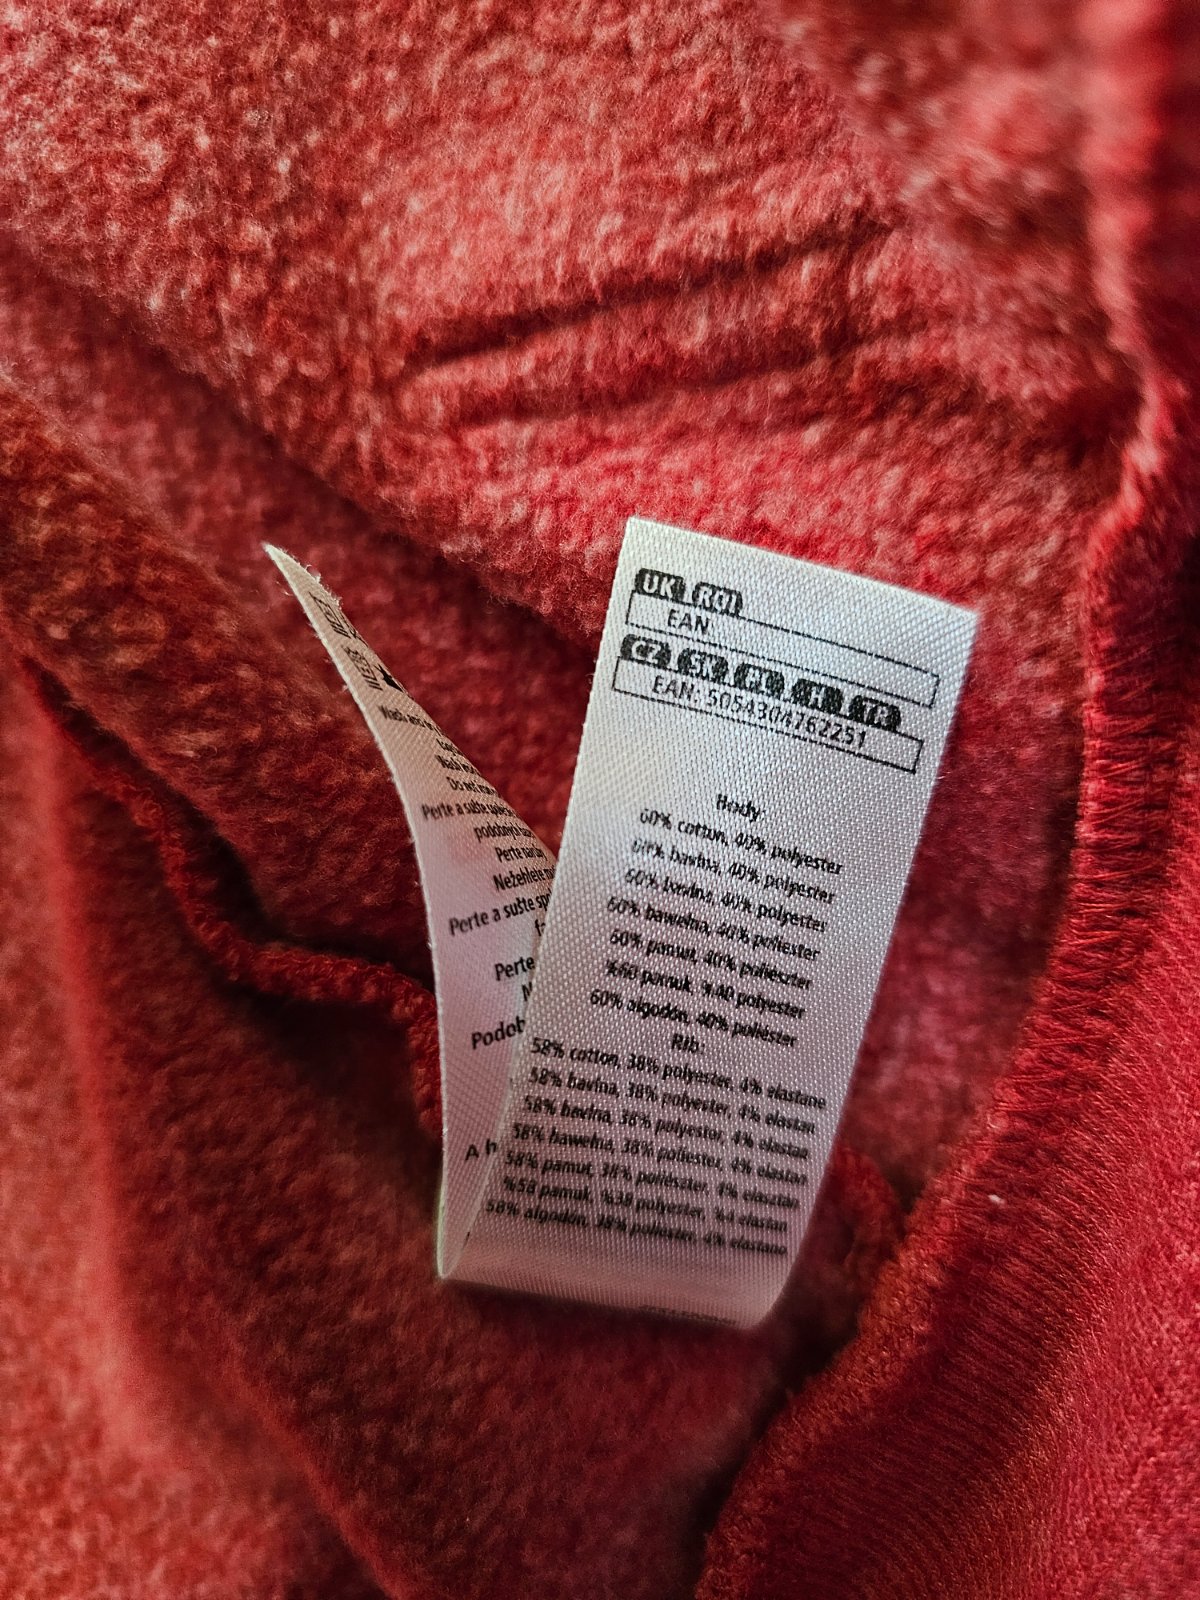 UK ROI
EAN
CZ SK PL H TR
EAN: 5054304762251
Body
60% cotton, 40% polyester
60% bavlna, 40% polyester
60% bavlna, 40% polyester
60% bawełna, 40% poliester
60% pamut, 40% poliészter
%60 pamuk, %40 polyester
60% algodón, 40% poliéster
Rib:
58% cotton, 38% polyester, 4% elastane
58% bavlna, 38% polyester, 4% elastan
58% bavlna, 38% polyester, 4% elastan
58% bawełna, 38% poliester, 4% elastan
58% pamut, 38% poliészter, 4% elasztán
%58 pamuk, %38 polyester, %4 elastan
58% algodón, 38% poliéster, 4% elastano
Wash and
Do not
Perte a sušte
podobných
Perte
Nežehlete
Perte a sušte
Perte
Podob
A h